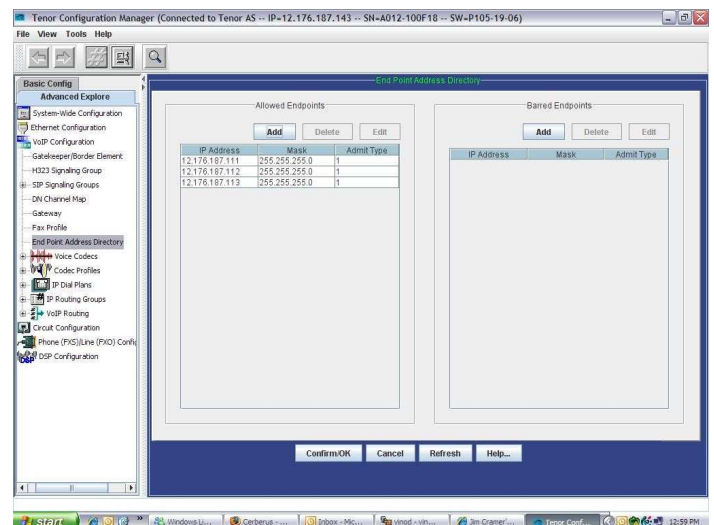 Tenor Configuration Manager (Connected to Tenor AS -- IP=12.176.187.143 -- SN=A012-100F18 -- SW=P105-19-06)
File View Tools Help
Basic Config
Advanced Explore
System-Wide Configuration
Ethernet Configuration
VoIP Configuration
Gatekeeper/Border Element
H323 Signaling Group
SIP Signaling Groups
DN Channel Map
Gateway
Fax Profile
End Point Address Directory
Voice Codecs
Codec Profiles
IP Dial Plans
IP Routing Groups
VoIP Routing
Circuit Configuration
Phone (FXS)/Line (FXO) Config
DSP Configuration
End Point Address Directory
Allowed Endpoints
Add Delete Edit
IP Address Mask Admit Type
12.176.187.111 255.255.255.0 1
12.176.187.112 255.255.255.0 1
12.176.187.113 255.255.255.0 1
Barred Endpoints
Add Delete Edit
IP Address Mask Admit Type
Confirm/OK Cancel Refresh Help...
start Windows Li... Cerberus - ... Inbox - Mic... vinod - vin... Jim Cramer'... Tenor Conf... 12:59 PM